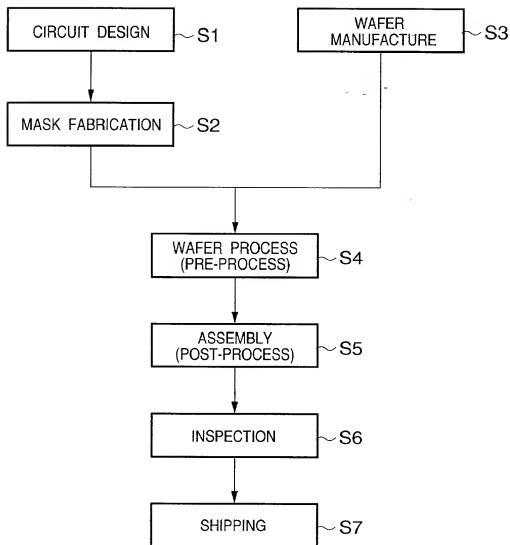 CIRCUIT DESIGN S1
WAFER
MANUFACTURE S3
MASK FABRICATION S2
WAFER PROCESS
(PRE-PROCESS) S4
ASSEMBLY
(POST-PROCESS) S5
INSPECTION S6
SHIPPING S7